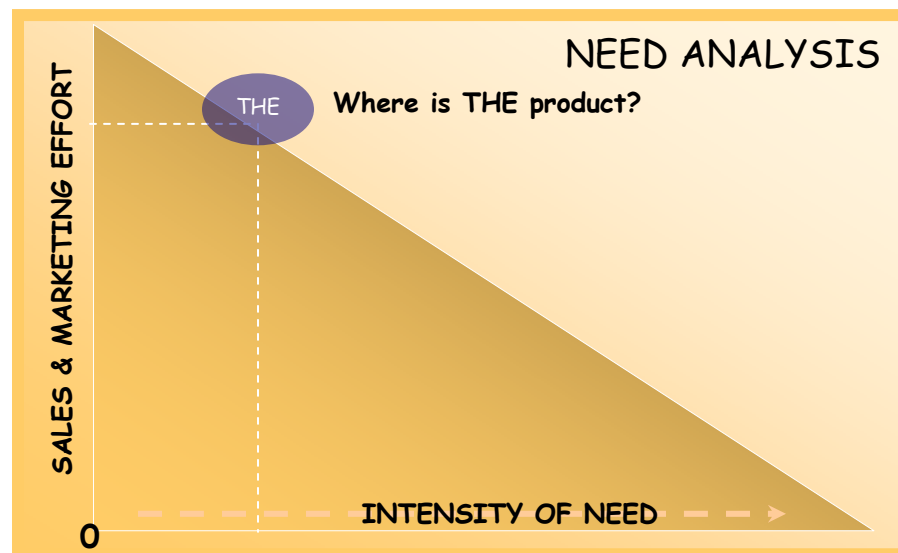 NEED ANALYSIS
THE
Where is THE product?
SALES & MARKETING EFFORT
INTENSITY OF NEED
0